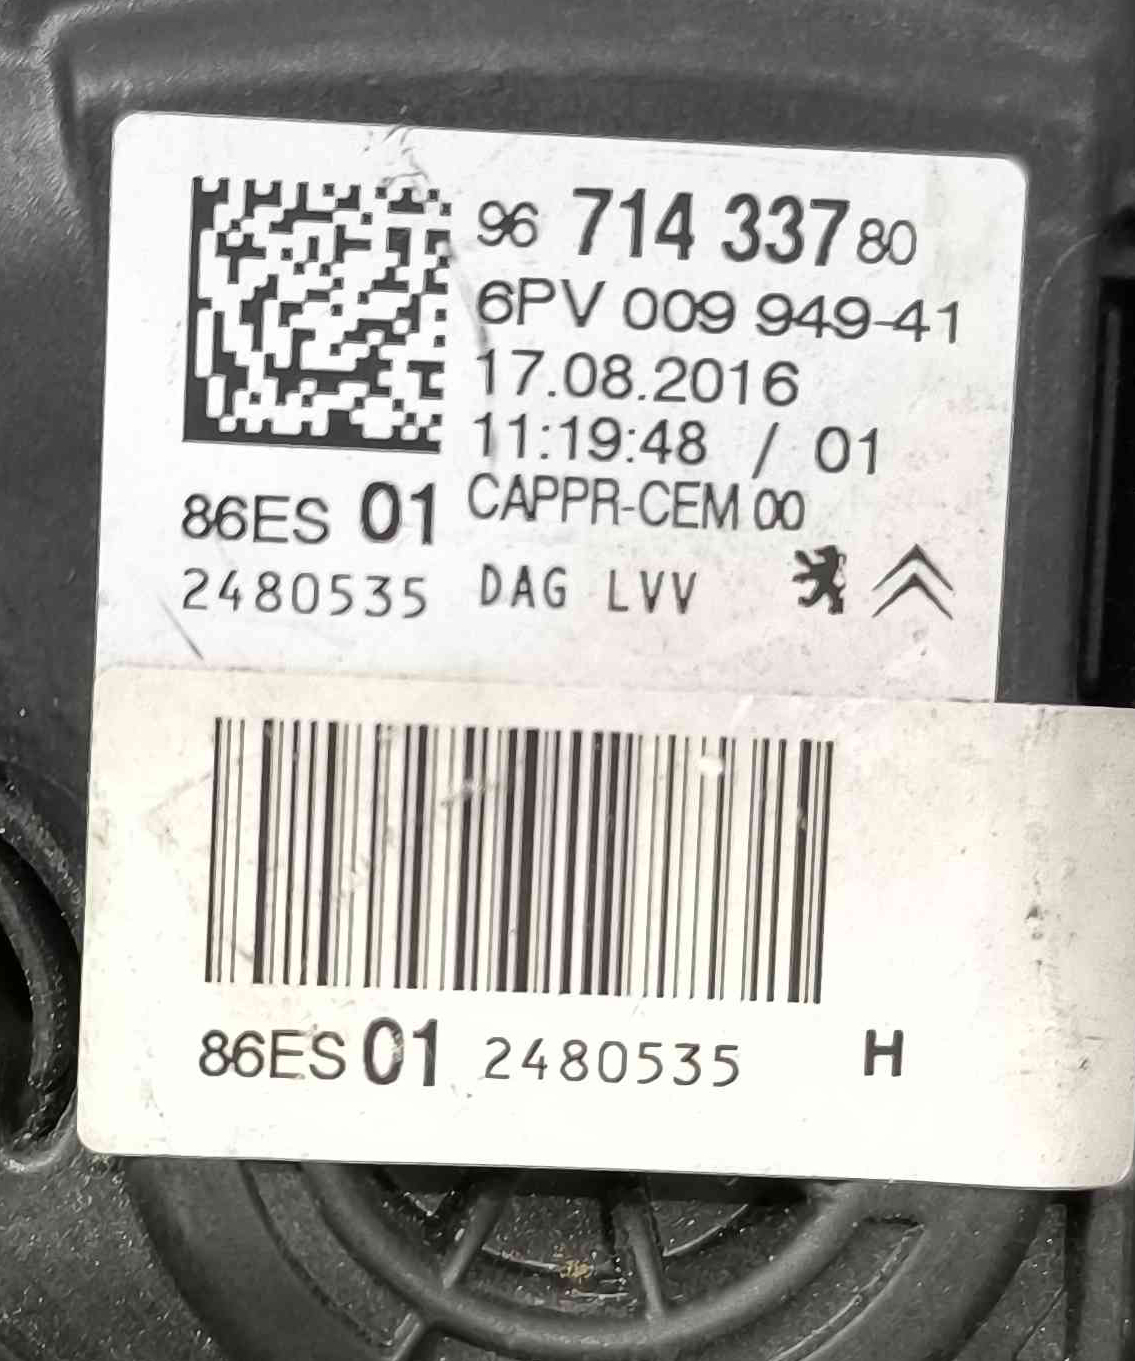 96 714 337 80
6PV 009 949-41
17.08.2016
11:19:48 / 01
86ES 01 CAPPR-CEM 00
2480535 DAG LVV
86ES 01 2480535 H